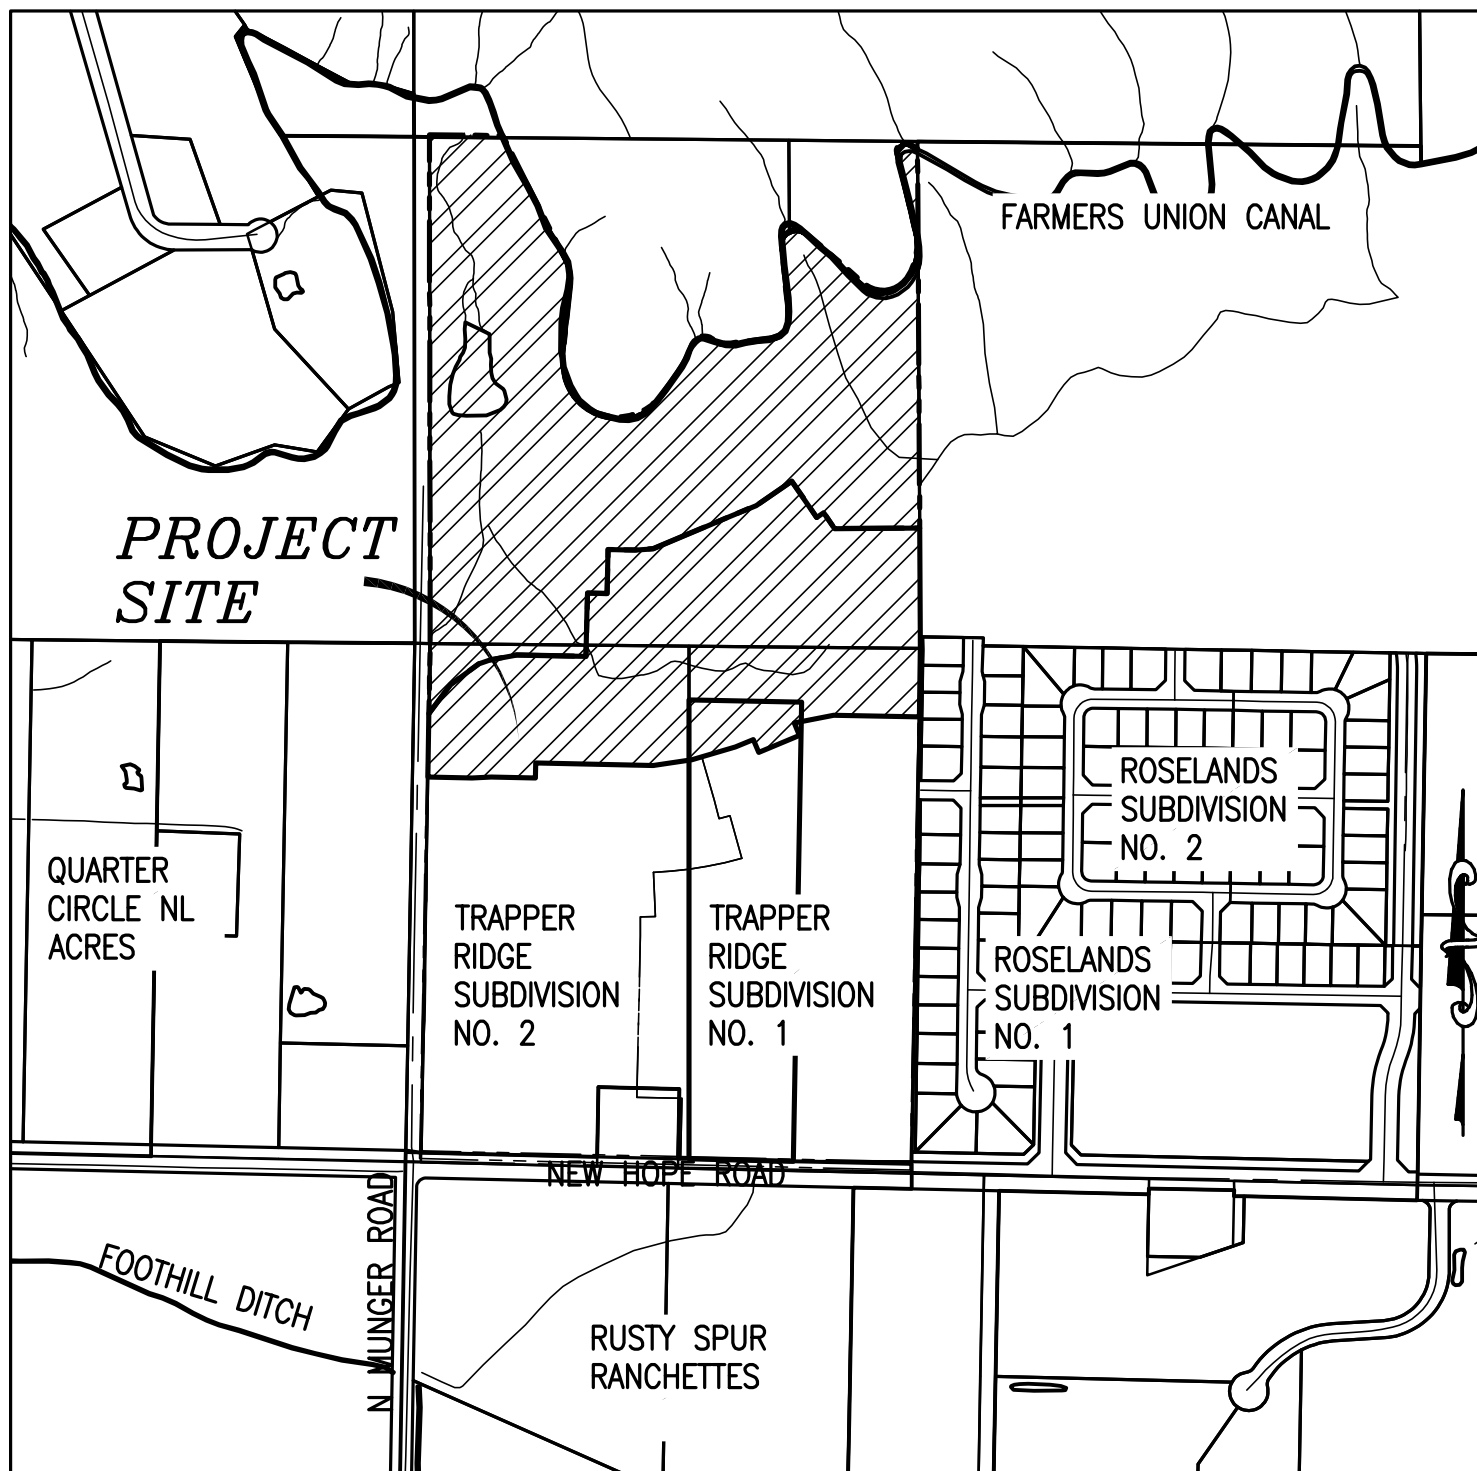 FARMERS UNION CANAL
PROJECT
SITE
ROSELANDS
SUBDIVISION
NO. 2
QUARTER
CIRCLE NL
ACRES
TRAPPER
RIDGE
SUBDIVISION
NO. 2
TRAPPER
RIDGE
SUBDIVISION
NO. 1
ROSELANDS
SUBDIVISION
NO. 1
NEW HOPE ROAD
N MUNGER ROAD
FOOTHILL DITCH
RUSTY SPUR
RANCHETTES